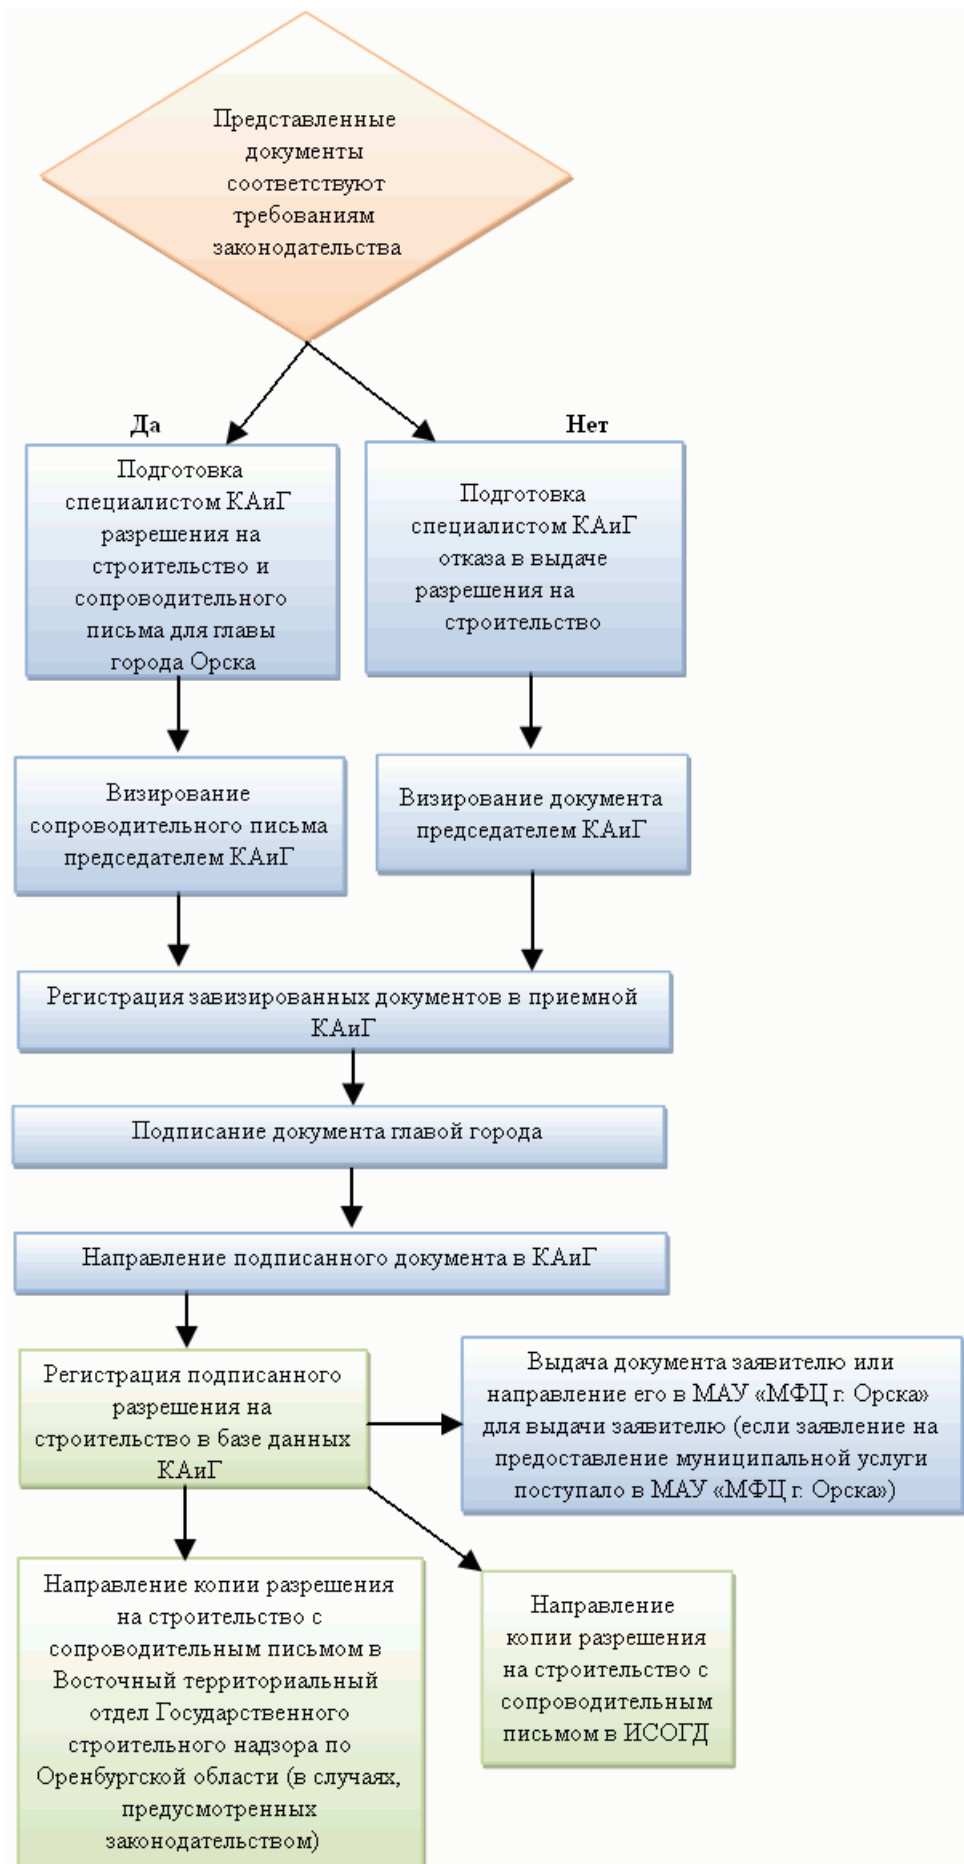 Представленные
документы
соответствуют
требованиям
законодательства
Да
Нет
Подготовка
специалистом КАиГ
разрешения на
строительство и
сопроводительного
письма для главы
города Орска
Подготовка
специалистом КАиГ
отказа в выдаче
разрешения на
строительство
Визирование
сопроводительного письма
председателем КАиГ
Визирование документа
председателем КАиГ
Регистрация завизированных документов в приемной
КАиГ
Подписание документа главой города
Направление подписанного документа в КАиГ
Регистрация подписанного
разрешения на
строительство в базе данных
КАиГ
Выдача документа заявителю или
направление его в МАУ «МФЦ г. Орска»
для выдачи заявителю (если заявление на
предоставление муниципальной услуги
поступало в МАУ «МФЦ г. Орска»)
Направление копии разрешения
на строительство с
сопроводительным письмом в
Восточный территориальный
отдел Государственного
строительного надзора по
Оренбургской области (в случаях,
предусмотренных
законодательством)
Направление
копии разрешения
на строительство с
сопроводительным
письмом в ИСОГД